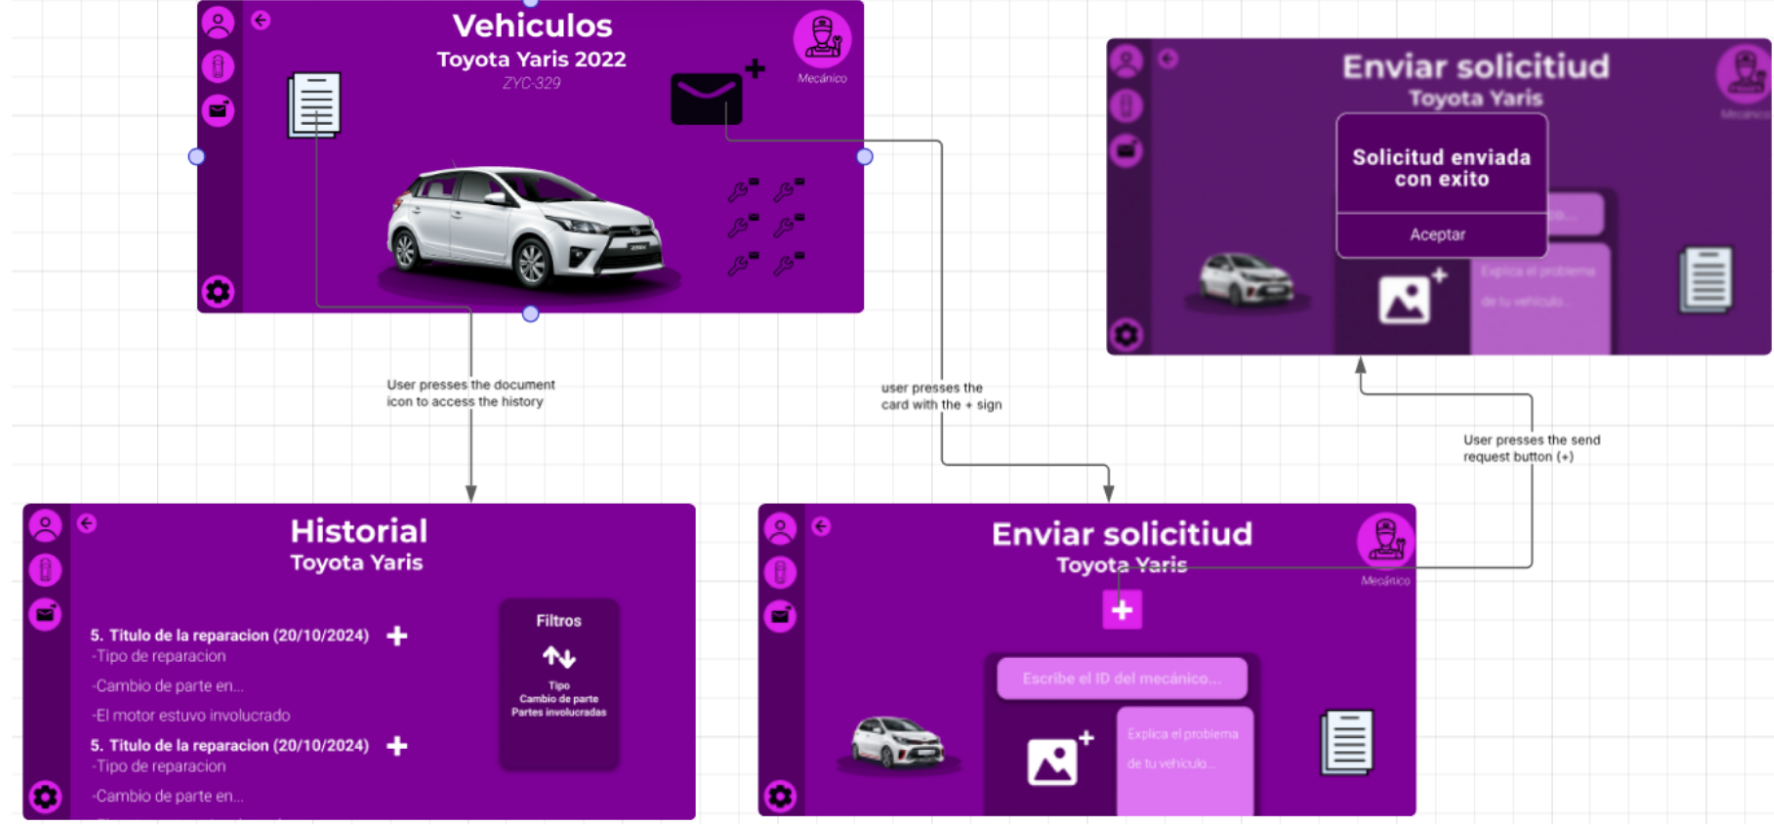 Vehiculos
Toyota Yaris 2022
ZYC-329
Mecánico
User presses the document
icon to access the history
user presses the
card with the + sign
Enviar solicitiud
Toyota Yaris
Mecánico
Solicitud enviada
con exito
Aceptar
o...
Explica el problema
de tu vehículo...
User presses the send
request button (+)
Historial
Toyota Yaris
5. Titulo de la reparacion (20/10/2024)
-Tipo de reparacion
-Cambio de parte en...
-El motor estuvo involucrado
5. Titulo de la reparacion (20/10/2024)
-Tipo de reparacion
-Cambio de parte en...
Filtros
Tipo
Cambio de parte
Partes involucradas
Enviar solicitiud
Toyota Yaris
Mecánico
Escribe el ID del mecánico...
Explica el problema
de tu vehículo...